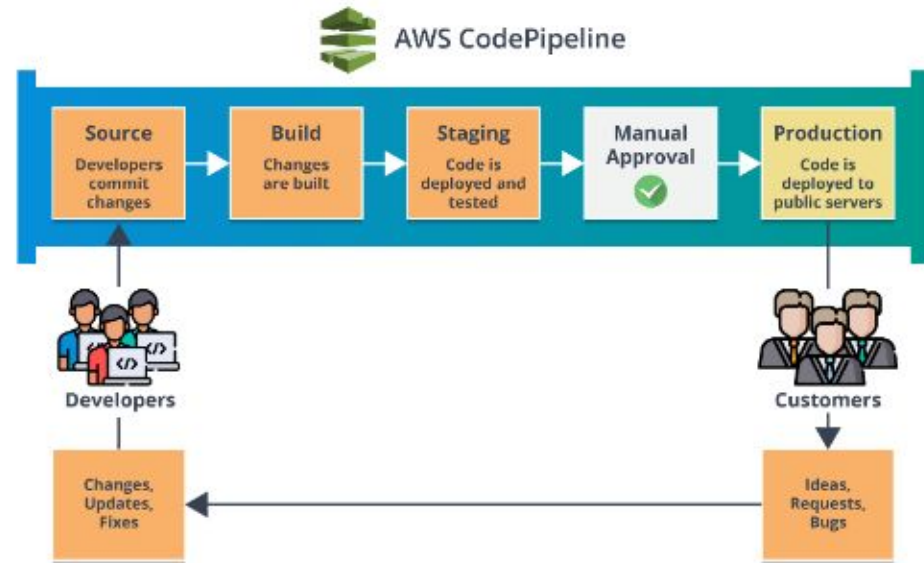 AWS CodePipeline
Source
Developers
commit
changes
Build
Changes
are built
Staging
Code is
deployed and
tested
Manual
Approval
Production
Code is
deployed to
public servers
</>
</>
</>
Developers
Customers
Changes,
Updates,
Fixes
Ideas,
Requests,
Bugs